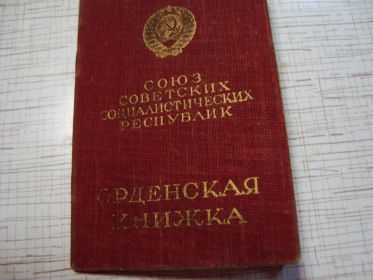 СОЮЗ
СОВЕТСКИХ
СОЦИАЛИСТИЧЕСКИХ
РЕСПУБЛИК
ОРДЕНСКАЯ
КНИЖКА